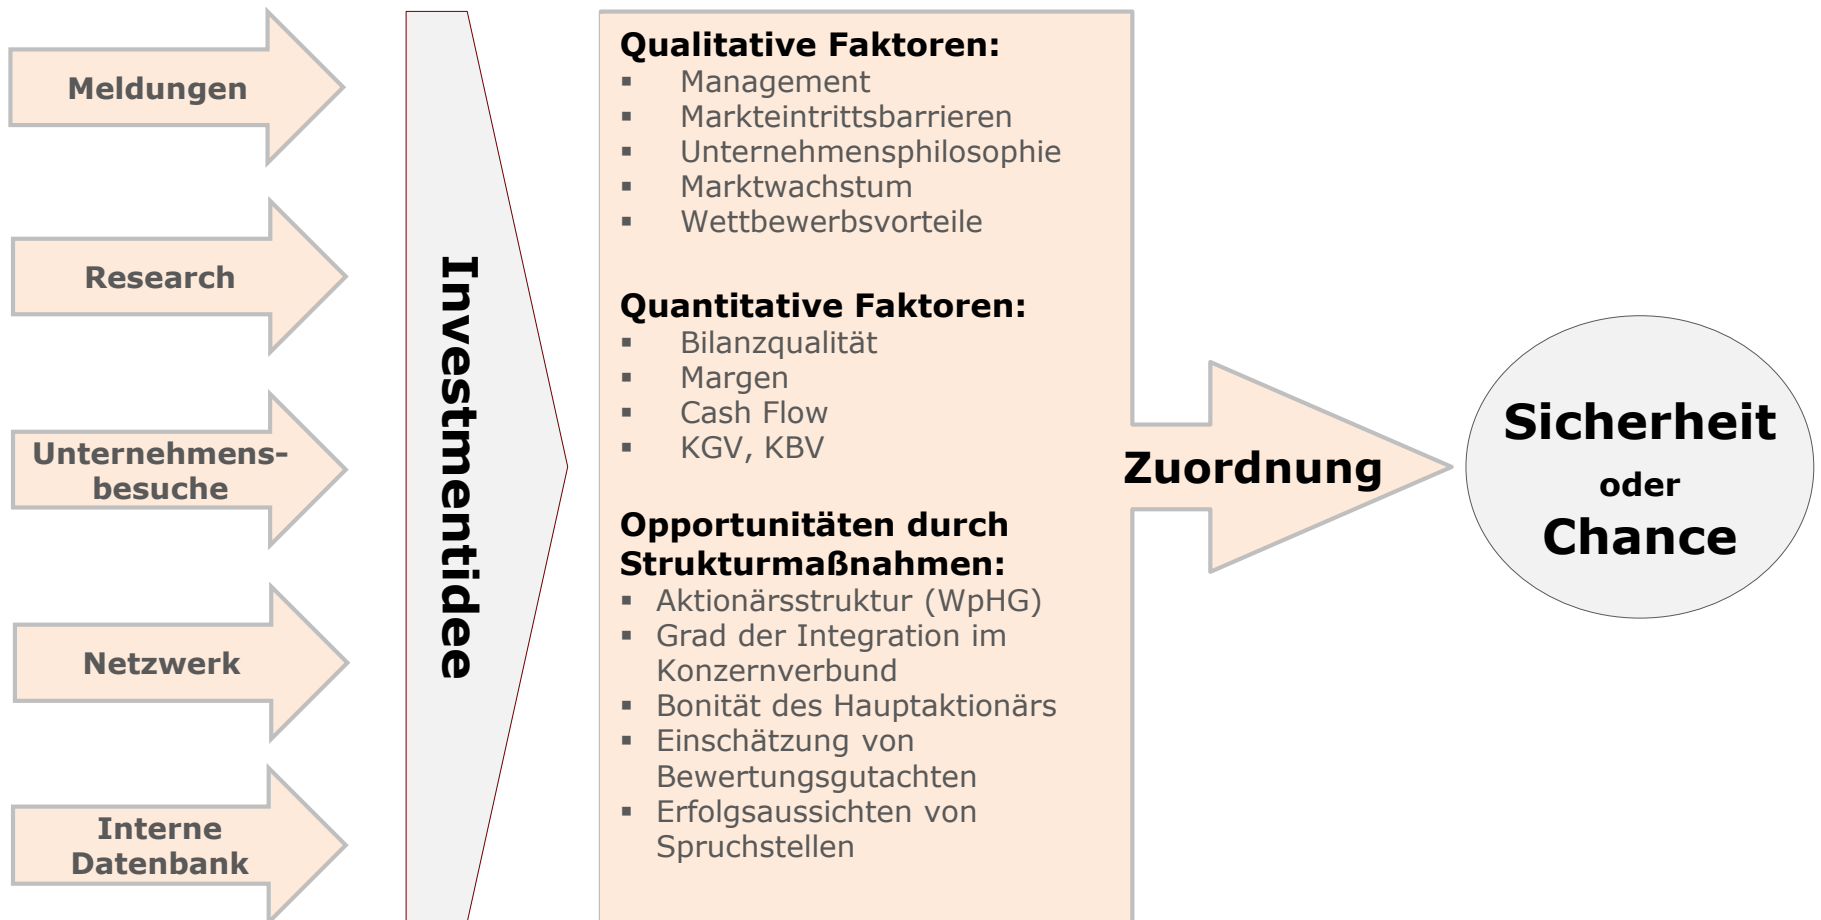 Meldungen
Research
Unternehmens-
besuche
Netzwerk
Interne
Datenbank
Investmentidee
Qualitative Faktoren:
▪ Management
▪ Markteintrittsbarrieren
▪ Unternehmensphilosophie
▪ Marktwachstum
▪ Wettbewerbsvorteile
Quantitative Faktoren:
▪ Bilanzqualität
▪ Margen
▪ Cash Flow
▪ KGV, KBV
Opportunitäten durch
Strukturmaßnahmen:
▪ Aktionärsstruktur (WpHG)
▪ Grad der Integration im
Konzernverbund
▪ Bonität des Hauptaktionärs
▪ Einschätzung von
Bewertungsgutachten
▪ Erfolgsaussichten von
Spruchstellen
Zuordnung
Sicherheit
oder
Chance